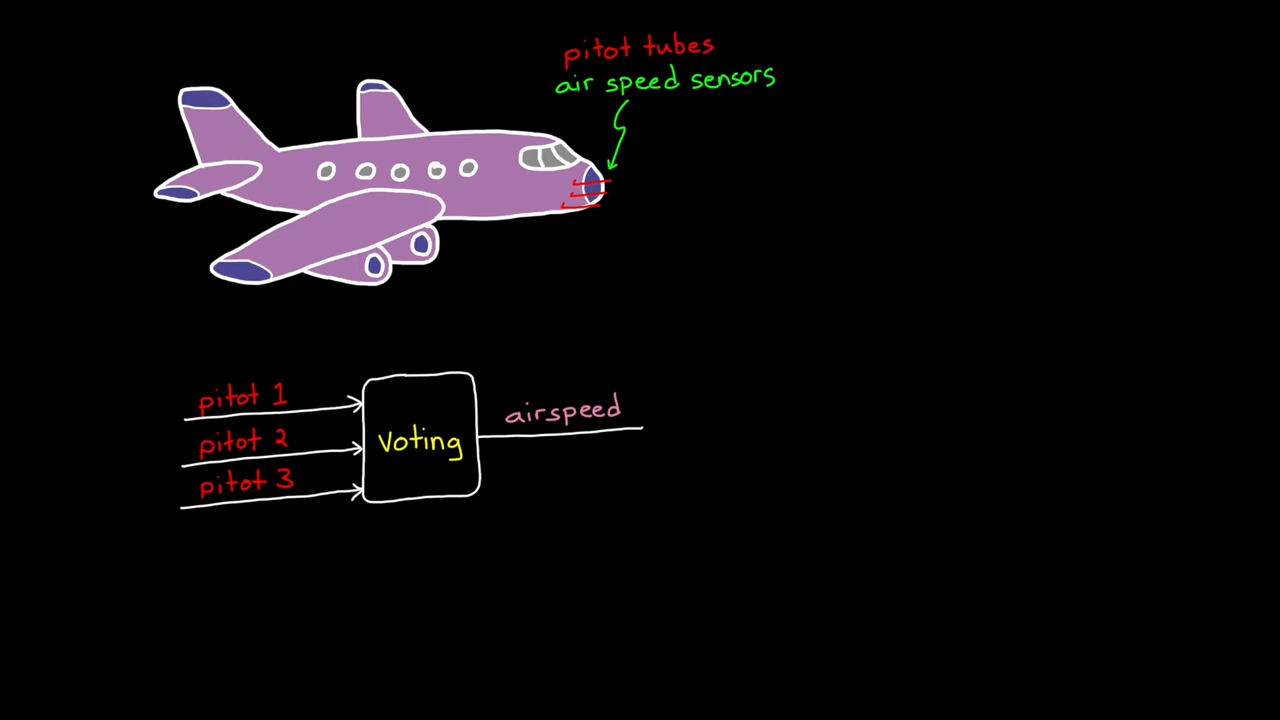 pitot tubes
air speed sensors
pitot 1
pitot 2
pitot 3
voting
airspeed